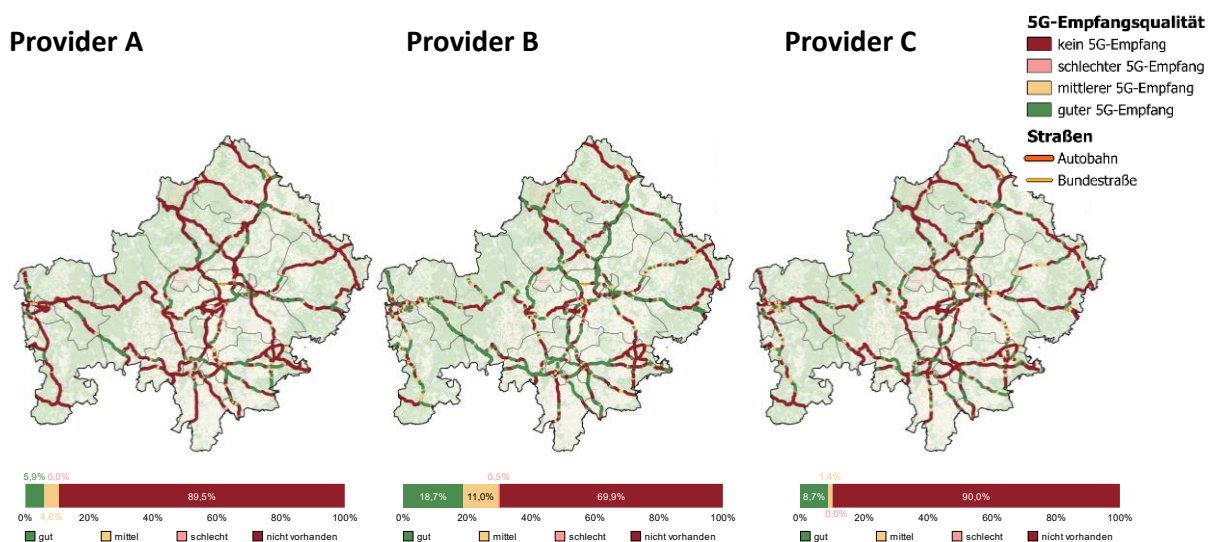 Provider A
Provider B
Provider C
5G-Empfangsqualität
kein 5G-Empfang
schlechter 5G-Empfang
mittlerer 5G-Empfang
guter 5G-Empfang
Straßen
Autobahn
Bundestraße
5,9% 0,0%
89,5%
4,6%
0% 20% 40% 60% 80% 100%
gut mittel schlecht nicht vorhanden
0,5%
18,7% 11,0% 69,9%
0% 20% 40% 60% 80% 100%
gut mittel schlecht nicht vorhanden
1,4%
8,7% 90,0%
0,0%
0% 20% 40% 60% 80% 100%
gut mittel schlecht nicht vorhanden